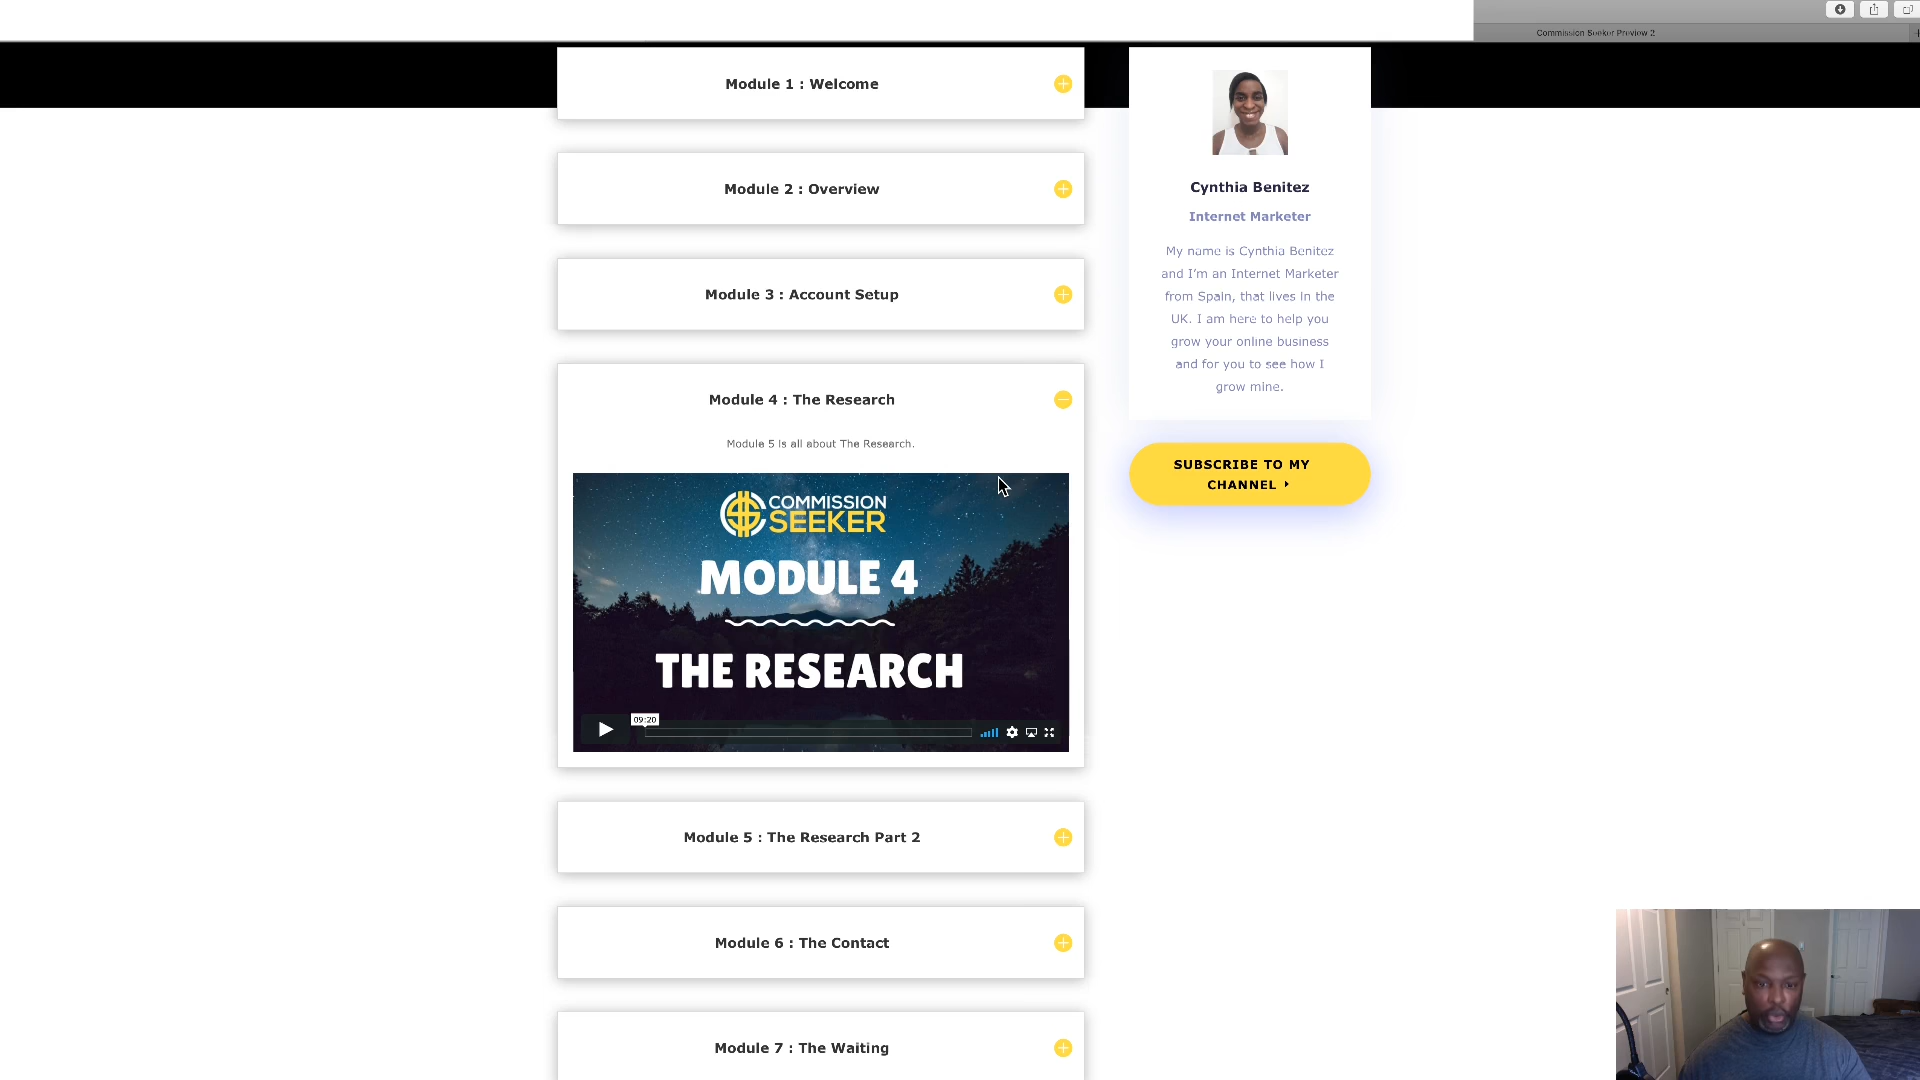 Commission Seeker Preview 2
Module 1 : Welcome
Module 2 : Overview
Module 3 : Account Setup
Module 4 : The Research
Module 5 is all about The Research.
COMMISSION
SEEKER
MODULE 4
THE RESEARCH
09:20
Module 5 : The Research Part 2
Module 6 : The Contact
Module 7 : The Waiting
Cynthia Benitez
Internet Marketer
My name is Cynthia Benitez
and I’m an Internet Marketer
from Spain, that lives in the
UK. I am here to help you
grow your online business
and for you to see how I
grow mine.
SUBSCRIBE TO MY
CHANNEL